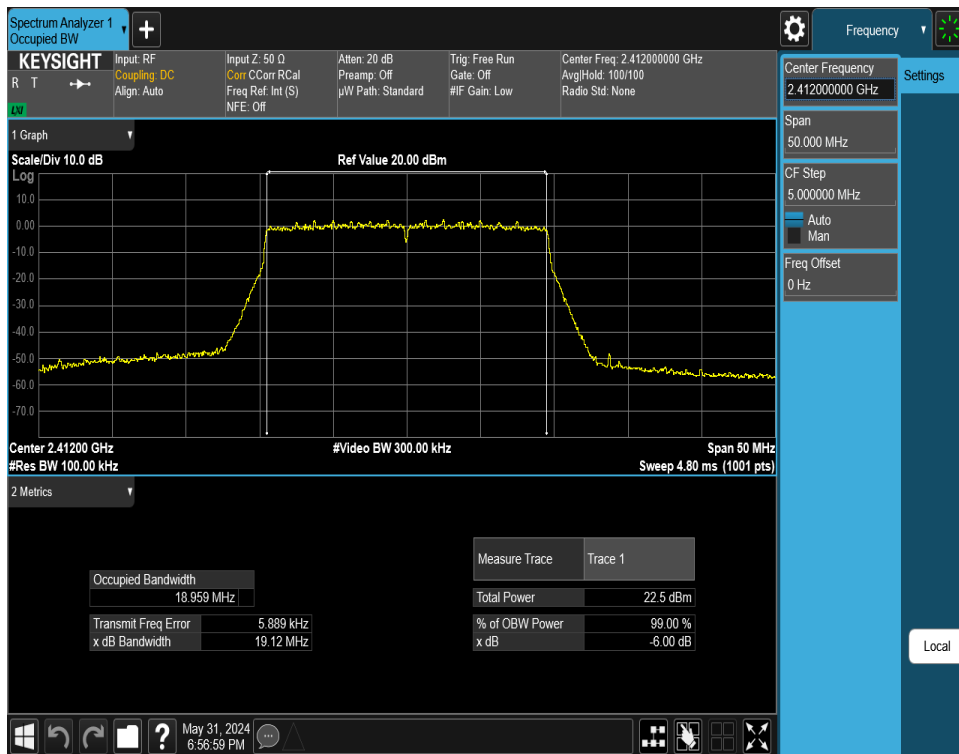 Spectrum Analyzer 1
Occupied BW
Frequency
KEYSIGHT
R T
LXI
Input: RF
Coupling: DC
Align: Auto
Input Z: 50 Ω
Corr CCorr RCal
Freq Ref: Int (S)
NFE: Off
Atten: 20 dB
Preamp: Off
µW Path: Standard
Trig: Free Run
Gate: Off
#IF Gain: Low
Center Freq: 2.412000000 GHz
Avg|Hold: 100/100
Radio Std: None
Center Frequency
2.412000000 GHz
Settings
Span
50.000 MHz
CF Step
5.000000 MHz
Auto
Man
Freq Offset
0 Hz
Local
1 Graph
Scale/Div 10.0 dB
Ref Value 20.00 dBm
Log
10.0
0.00
-10.0
-20.0
-30.0
-40.0
-50.0
-60.0
-70.0
Center 2.41200 GHz
#Video BW 300.00 kHz
Span 50 MHz
#Res BW 100.00 kHz
Sweep 4.80 ms (1001 pts)
2 Metrics
Measure Trace Trace 1
Occupied Bandwidth
18.959 MHz
Total Power 22.5 dBm
Transmit Freq Error 5.889 kHz
% of OBW Power 99.00 %
x dB Bandwidth 19.12 MHz
x dB -6.00 dB
?
May 31, 2024
6:56:59 PM